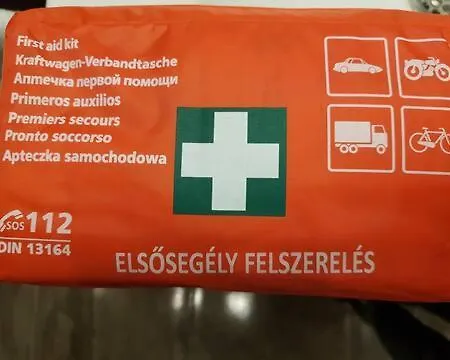 First aid kit
Kraftwagen-Verbandtasche
Аптечка первой помощи
Primeros auxilios
Premiers secours
Pronto soccorso
Apteczka samochodowa
SOS 112
DIN 13164
ELSŐSEGÉLY FELSZERELÉS